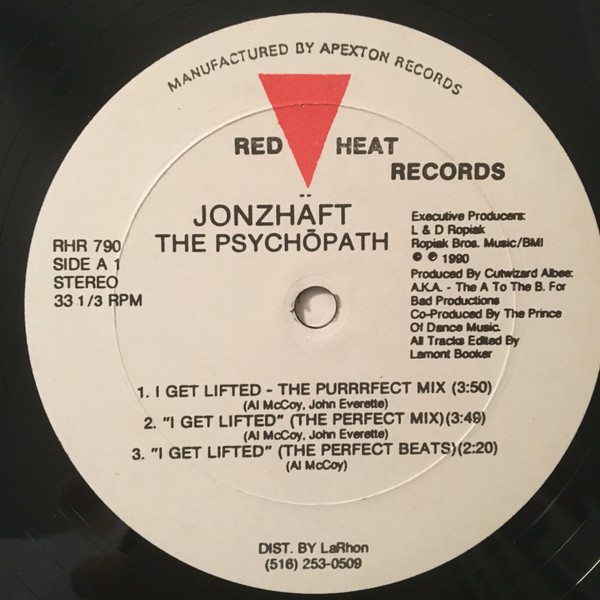 MANUFACTURED BY APEXTON RECORDS
RED HEAT
RECORDS
JONZHÄFT
THE PSYCHŌPATH
RHR 790
SIDE A 1
STEREO
33 1/3 RPM
Executive Producers:
L & D Ropiak
Ropiak Bros. Music/BMI
© ℗ 1990
Produced By Cutwizard Albee:
A.K.A. - The A To The B. For
Bad Productions
Co-Produced By The Prince
Of Dance Music.
All Tracks Edited By
Lamont Booker
1. I GET LIFTED - THE PURRRFECT MIX (3:50)
(Al McCoy, John Everette)
2. "I GET LIFTED" (THE PERFECT MIX)(3:49)
(Al McCoy, John Everette)
3. "I GET LIFTED" (THE PERFECT BEATS)(2:20)
(Al McCoy)
DIST. BY LaRhon
(516) 253-0509